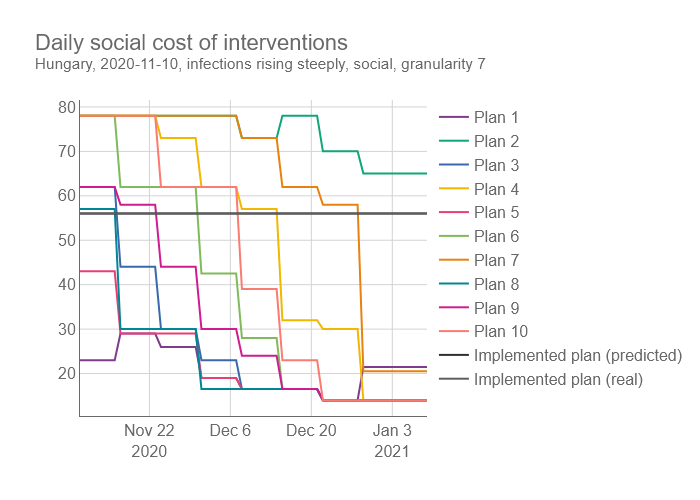 Daily social cost of interventions
Hungary, 2020-11-10, infections rising steeply, social, granularity 7
80
70
60
50
40
30
20
Nov 22
2020
Dec 6
Dec 20
Jan 3
2021
Plan 1
Plan 2
Plan 3
Plan 4
Plan 5
Plan 6
Plan 7
Plan 8
Plan 9
Plan 10
Implemented plan (predicted)
Implemented plan (real)